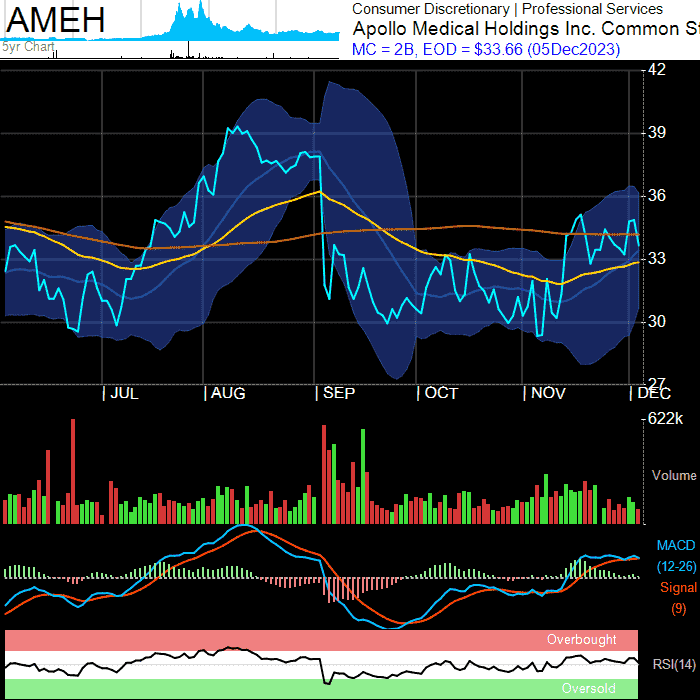 AMEH
5yr Chart
Consumer Discretionary | Professional Services
Apollo Medical Holdings Inc. Common St
MC = 2B, EOD = $33.66 (05Dec2023)
42
39
36
33
30
27
JUL
AUG
SEP
OCT
NOV
DEC
622k
Volume
MACD
(12-26)
Signal
(9)
Overbought
RSI(14)
Oversold